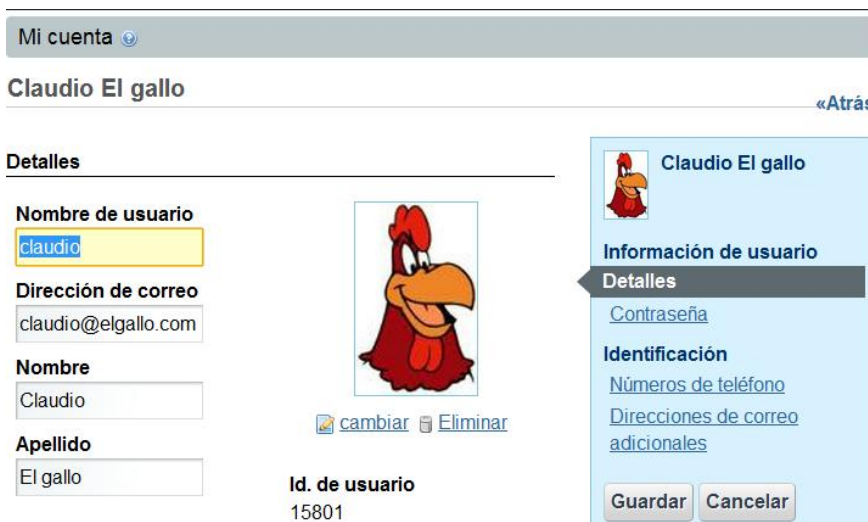 Mi cuenta
Claudio El gallo
«Atrás
Detalles
Nombre de usuario
claudio
Dirección de correo
claudio@elgallo.com
Nombre
Claudio
Apellido
El gallo
cambiar Eliminar
Id. de usuario
15801
Claudio El gallo
Información de usuario
Detalles
Contraseña
Identificación
Números de teléfono
Direcciones de correo
adicionales
Guardar Cancelar